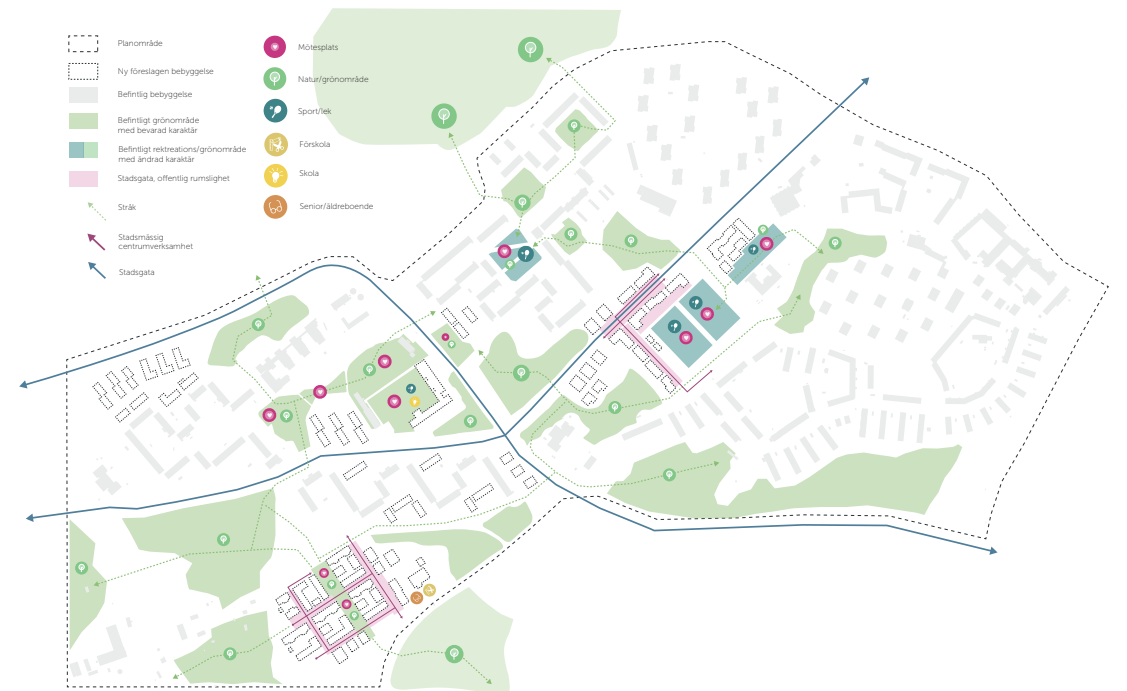 Planområde
Ny föreslagen bebyggelse
Befintlig bebyggelse
Befintligt grönområde
med bevarad karaktär
Befintligt rektreations/grönområde
med ändrad karaktär
Stadsgata, offentlig rumslighet
Stråk
Stadsmässig
centrumverksamhet
Stadsgata
Mötesplats
Natur/grönområde
Sport/lek
Förskola
Skola
Senior/äldreboende